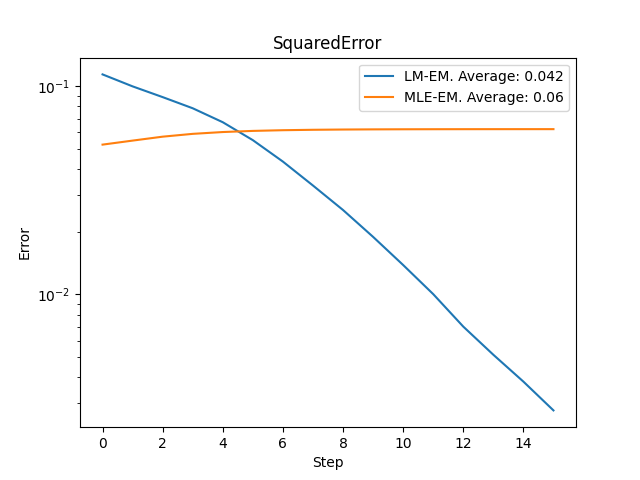 SquaredError
LM-EM. Average: 0.042
MLE-EM. Average: 0.06
10⁻¹
10⁻²
Error
0 2 4 6 8 10 12 14
Step